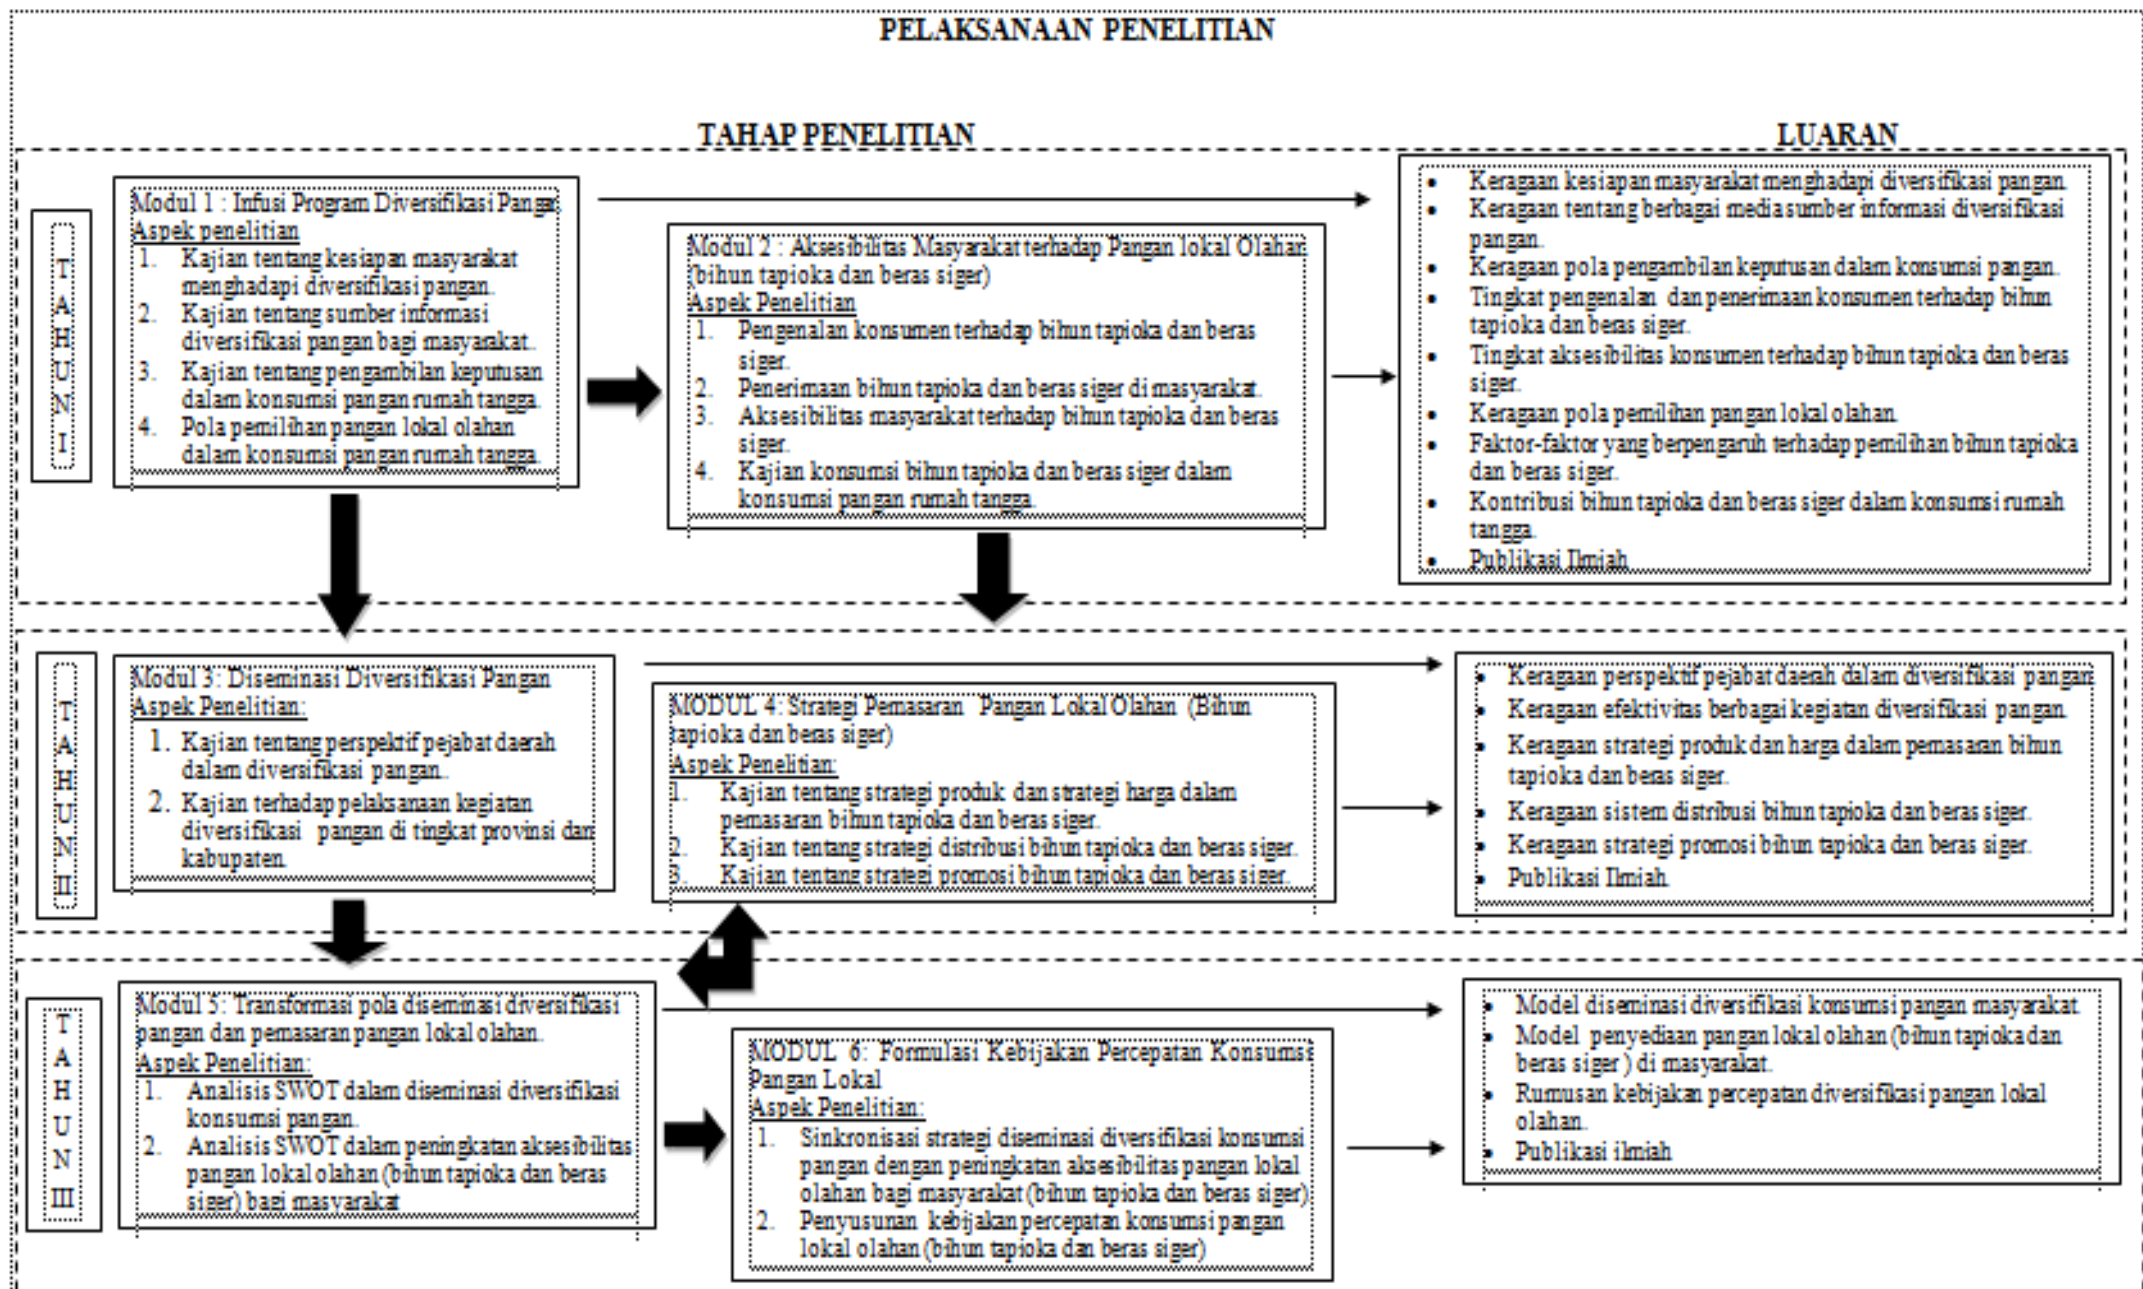 PELAKSANAAN PENELITIAN
TAHAP PENELITIAN
LUARAN
TAHUN I
Modul 1 : Infusi Program Diversifikasi Pangan.
Aspek penelitian
1. Kajian tentang kesiapan masyarakat
menghadapi diversifikasi pangan.
2. Kajian tentang sumber informasi
diversifikasi pangan bagi masyarakat..
3. Kajian tentang pengambilan keputusan
dalam konsumsi pangan rumah tangga.
4. Pola pemilihan pangan lokal olahan
dalam konsumsi pangan rumah tangga.
Modul 2 : Aksesibilitas Masyarakat terhadap Pangan lokal Olahan
(bihun tapioka dan beras siger)
Aspek Penelitian
1. Pengenalan konsumen terhadap bihun tapioka dan beras
siger.
2. Penerimaan bihun tapioka dan beras siger di masyarakat.
3. Aksesibilitas masyarakat terhadap bihun tapioka dan beras
siger.
4. Kajian konsumsi bihun tapioka dan beras siger dalam
konsumsi pangan rumah tangga.
• Keragaan kesiapan masyarakat menghadapi diversifikasi pangan.
• Keragaan tentang berbagai media sumber informasi diversifikasi
pangan.
• Keragaan pola pengambilan keputusan dalam konsumsi pangan.
• Tingkat pengenalan dan penerimaan konsumen terhadap bihun
tapioka dan beras siger.
• Tingkat aksesibilitas konsumen terhadap bihun tapioka dan beras
siger.
• Keragaan pola pemilihan pangan lokal olahan.
• Faktor-faktor yang berpengaruh terhadap pemilihan bihun tapioka
dan beras siger.
• Kontribusi bihun tapioka dan beras siger dalam konsumsi rumah
tangga.
• Publikasi Ilmiah
TAHUN II
Modul 3: Diseminasi Diversifikasi Pangan
Aspek Penelitian:
1. Kajian tentang perspektif pejabat daerah
dalam diversifikasi pangan..
2. Kajian terhadap pelaksanaan kegiatan
diversifikasi pangan di tingkat provinsi dan
kabupaten.
MODUL 4: Strategi Pemasaran Pangan Lokal Olahan (Bihun
tapioka dan beras siger)
Aspek Penelitian:
1. Kajian tentang strategi produk dan strategi harga dalam
pemasaran bihun tapioka dan beras siger.
2. Kajian tentang strategi distribusi bihun tapioka dan beras siger.
3. Kajian tentang strategi promosi bihun tapioka dan beras siger.
• Keragaan perspektif pejabat daerah dalam diversifikasi pangan
• Keragaan efektivitas berbagai kegiatan diversifikasi pangan.
• Keragaan strategi produk dan harga dalam pemasaran bihun
tapioka dan beras siger.
• Keragaan sistem distribusi bihun tapioka dan beras siger.
• Keragaan strategi promosi bihun tapioka dan beras siger.
• Publikasi Ilmiah.
TAHUN III
Modul 5: Transformasi pola diseminasi diversifikasi
pangan dan pemasaran pangan lokal olahan.
Aspek Penelitian:
1. Analisis SWOT dalam diseminasi diversifikasi
konsumsi pangan.
2. Analisis SWOT dalam peningkatan aksesibilitas
pangan lokal olahan (bihun tapioka dan beras
siger) bagi masyarakat
MODUL 6: Formulasi Kebijakan Percepatan Konsumsi
Pangan Lokal
Aspek Penelitian:
1. Sinkronisasi strategi diseminasi diversifikasi konsumsi
pangan dengan peningkatan aksesibilitas pangan lokal
olahan bagi masyarakat (bihun tapioka dan beras siger)
2. Penyusunan kebijakan percepatan konsumsi pangan
lokal olahan (bihun tapioka dan beras siger)
• Model diseminasi diversifikasi konsumsi pangan masyarakat.
• Model penyediaan pangan lokal olahan (bihun tapioka dan
beras siger ) di masyarakat.
• Rumusan kebijakan percepatan diversifikasi pangan lokal
olahan.
• Publikasi ilmiah